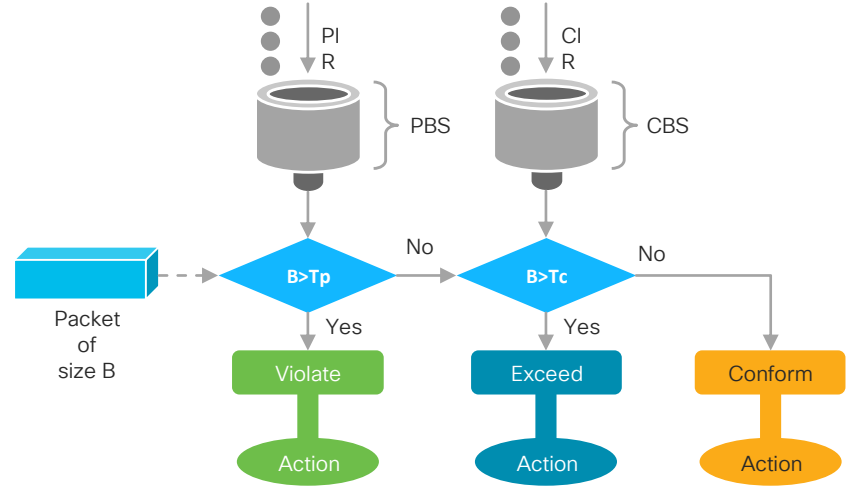 PI
R
CI
R
PBS
CBS
No
No
B>Tp
B>Tc
Packet
of
size B
Yes
Yes
Violate
Exceed
Conform
Action
Action
Action